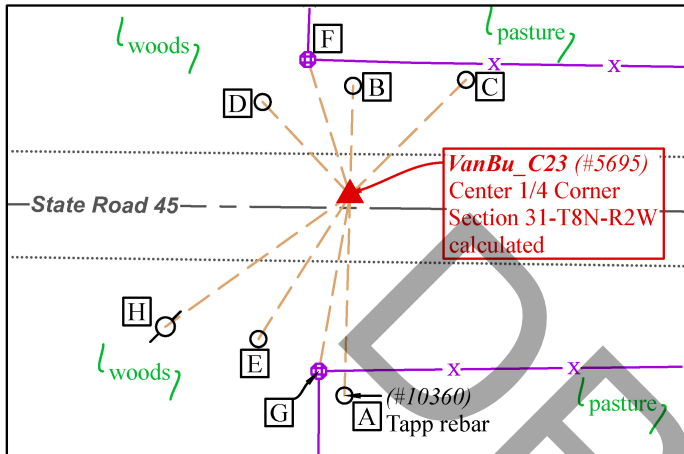 F
woods
pasture
x x
B
C
D
VanBu_C23 (#5695)
Center 1/4 Corner
Section 31-T8N-R2W
calculated
State Road 45
H
E
woods
x x
G
A
(#10360)
Tapp rebar
pasture